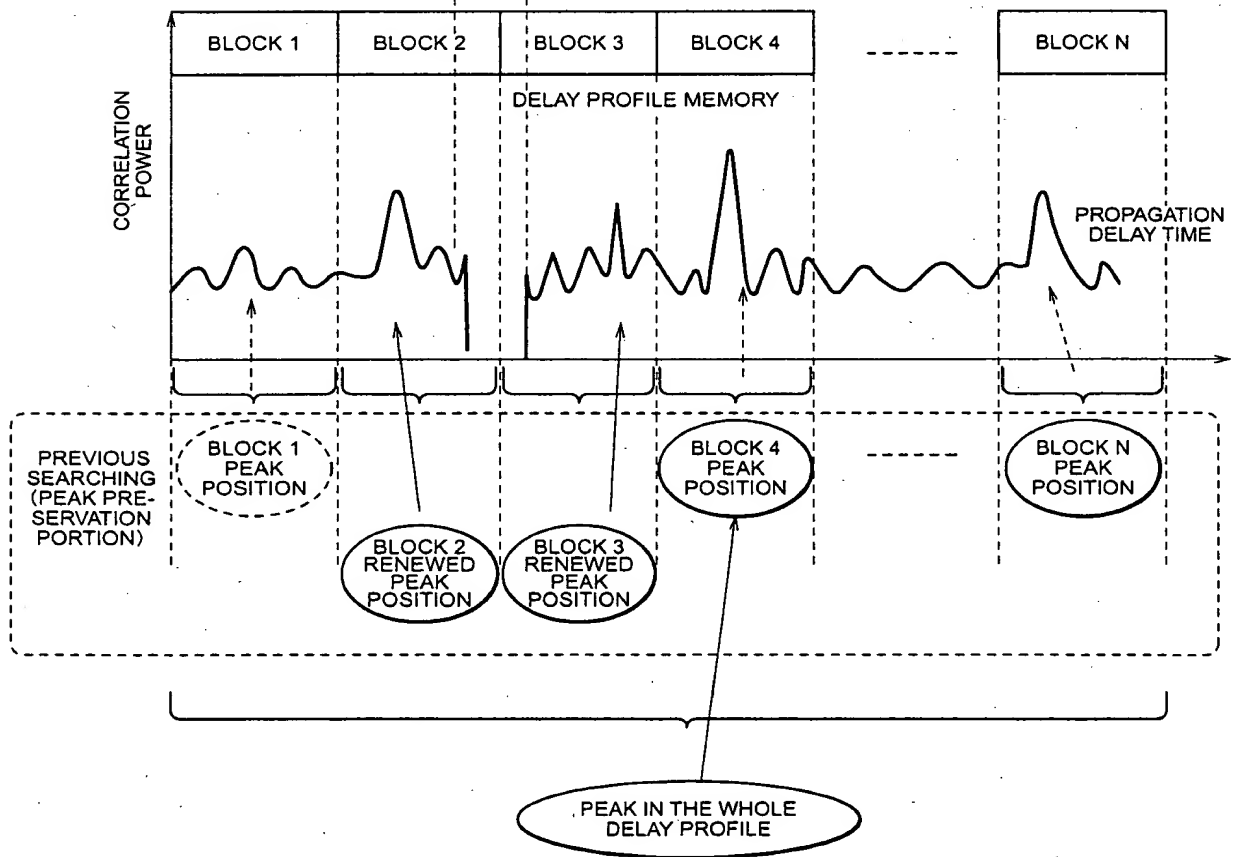 BLOCK 1
BLOCK 2
BLOCK 3
BLOCK 4
BLOCK N
DELAY PROFILE MEMORY
CORRELATION
POWER
PROPAGATION
DELAY TIME
PREVIOUS
SEARCHING
(PEAK PRE-
SERVATION
PORTION)
BLOCK 1
PEAK
POSITION
BLOCK 4
PEAK
POSITION
BLOCK N
PEAK
POSITION
BLOCK 2
RENEWED
PEAK
POSITION
BLOCK 3
RENEWED
PEAK
POSITION
PEAK IN THE WHOLE
DELAY PROFILE